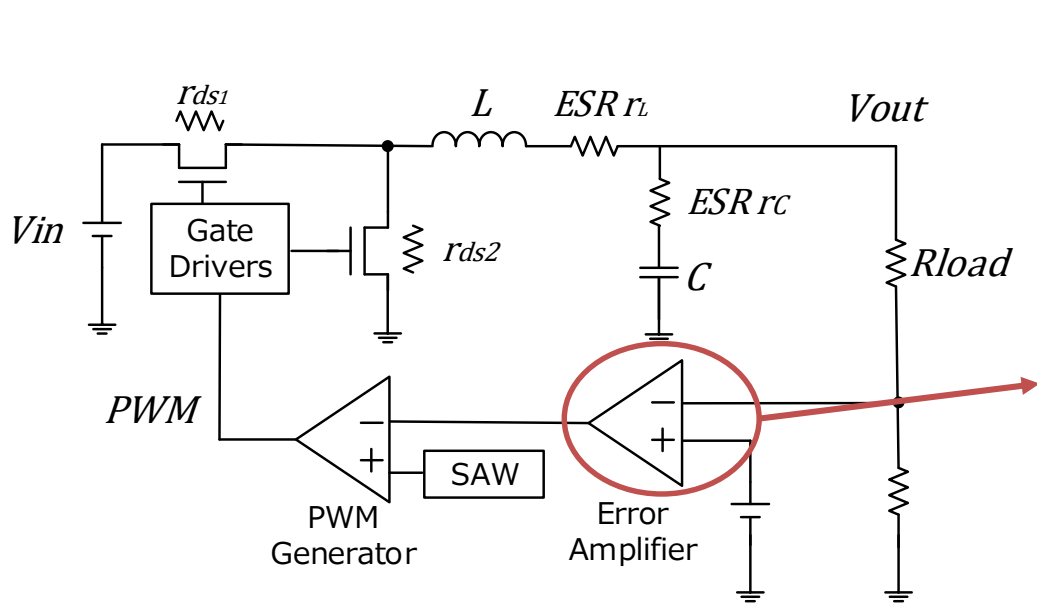 rds1
L
ESR rL
Vout
Vin
Gate
Drivers
rds2
ESR rC
C
Rload
PWM
−
+
SAW
−
+
PWM
Generator
Error
Amplifier